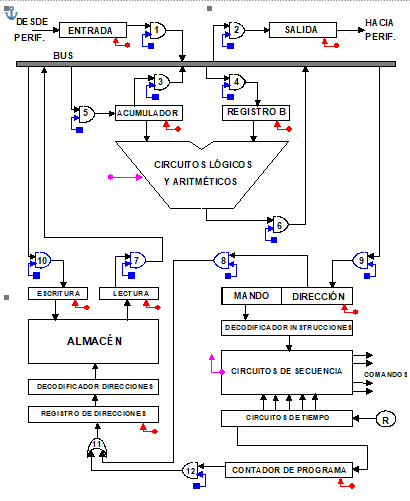 DESDE
PERIF.
ENTRADA
1
2
SALIDA
HACIA
PERIF.
BUS
3
4
5
ACUMULADOR
REGISTRO B
CIRCUITOS LÓGICOS
Y ARITMÉTICOS
6
10
7
8
9
ESCRITURA
LECTURA
MANDO
DIRECCIÓN
DECODIFICADOR INSTRUCCIONES
ALMACÉN
CIRCUITOS DE SECUENCIA
COMANDOS
DECODIFICADOR DIRECCIONES
REGISTRO DE DIRECCIONES
CIRCUITOS DE TIEMPO
R
11
12
CONTADOR DE PROGRAMA